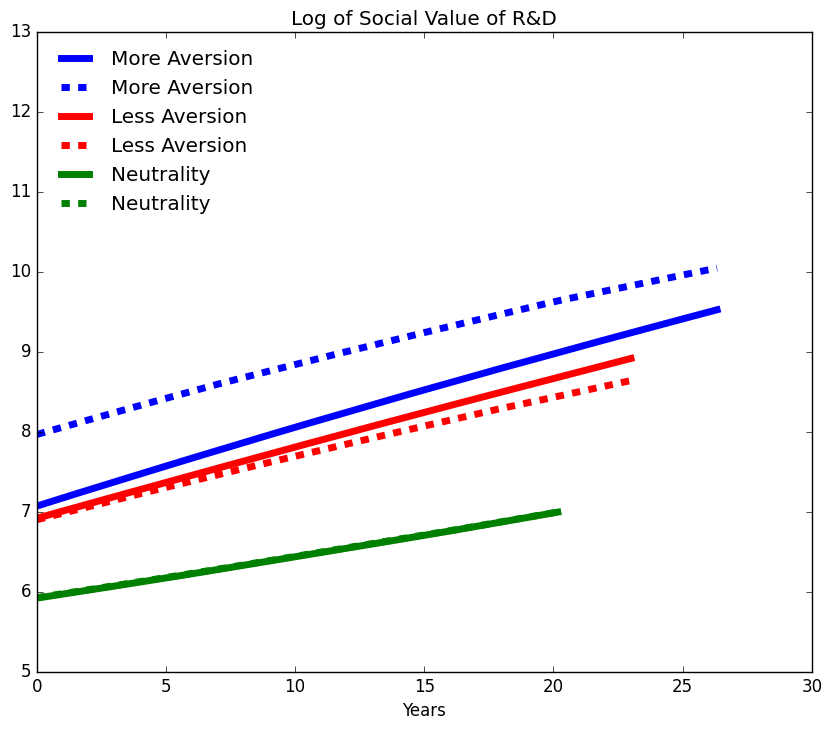 Log of Social Value of R&D
13
12
11
10
9
8
7
6
5
More Aversion
More Aversion
Less Aversion
Less Aversion
Neutrality
Neutrality
0 5 10 15 20 25 30
Years